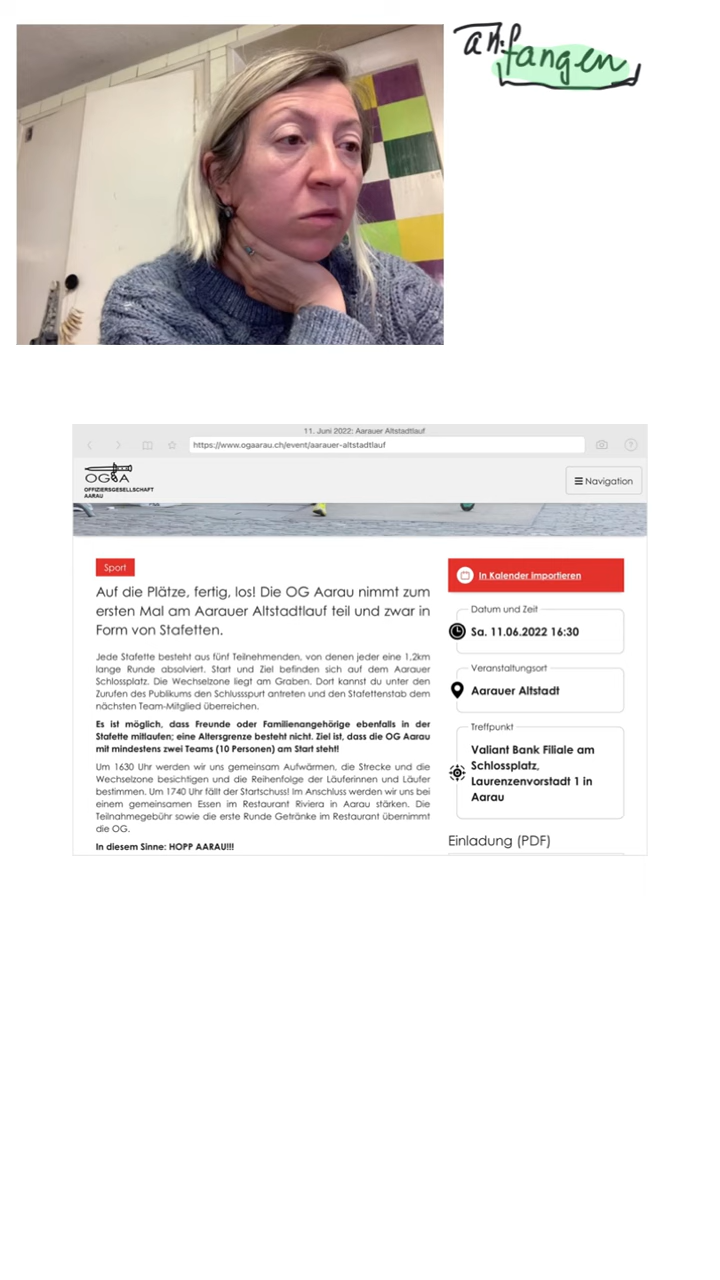 an.fangen
11. Juni 2022: Aarauer Altstadtlauf
https://www.ogaarau.ch/event/aarauer-altstadtlauf
OGA
OFFIZIERSGESELLSCHAFT
AARAU
Navigation
Sport
Auf die Plätze, fertig, los! Die OG Aarau nimmt zum
ersten Mal am Aarauer Altstadtlauf teil und zwar in
Form von Stafetten.
Jede Stafette besteht aus fünf Teilnehmenden, von denen jeder eine 1,2km
lange Runde absolviert. Start und Ziel befinden sich auf dem Aarauer
Schlossplatz. Die Wechselzone liegt am Graben. Dort kannst du unter den
Zurufen des Publikums den Schlussspurt antreten und den Stafettenstab dem
nächsten Team-Mitglied überreichen.
Es ist möglich, dass Freunde oder Familienangehörige ebenfalls in der
Stafette mitlaufen; eine Altersgrenze besteht nicht. Ziel ist, dass die OG Aarau
mit mindestens zwei Teams (10 Personen) am Start steht!
Um 1630 Uhr werden wir uns gemeinsam Aufwärmen, die Strecke und die
Wechselzone besichtigen und die Reihenfolge der Läuferinnen und Läufer
bestimmen. Um 1740 Uhr fällt der Startschuss! Im Anschluss werden wir uns bei
einem gemeinsamen Essen im Restaurant Riviera in Aarau stärken. Die
Teilnahmegebühr sowie die erste Runde Getränke im Restaurant übernimmt
die OG.
In diesem Sinne: HOPP AARAU!!!
In Kalender importieren
Datum und Zeit
Sa. 11.06.2022 16:30
Veranstaltungsort
Aarauer Altstadt
Treffpunkt
Valiant Bank Filiale am
Schlossplatz,
Laurenzenvorstadt 1 in
Aarau
Einladung (PDF)